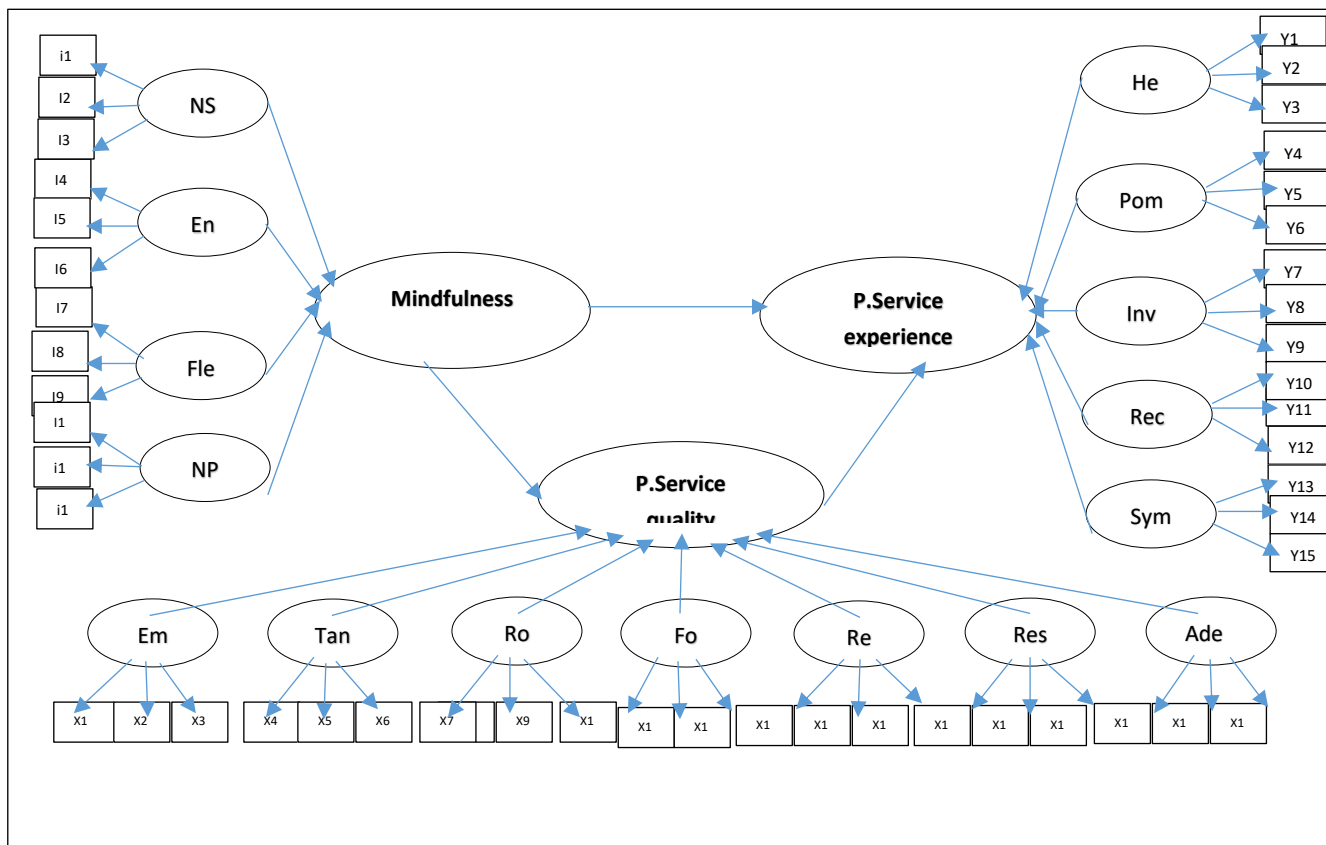 i1
I2
I3
I4
I5
I6
I7
I8
I9
I1
i1
i1
NS
En
Fle
NP
Mindfulness
P.Service
experience
P.Service
quality
He
Pom
Inv
Rec
Sym
Y1
Y2
Y3
Y4
Y5
Y6
Y7
Y8
Y9
Y10
Y11
Y12
Y13
Y14
Y15
Em
Tan
Ro
Fo
Re
Res
Ade
X1
X2
X3
X4
X5
X6
X7
X9
X1
X1
X1
X1
X1
X1
X1
X1
X1
X1
X1
X1